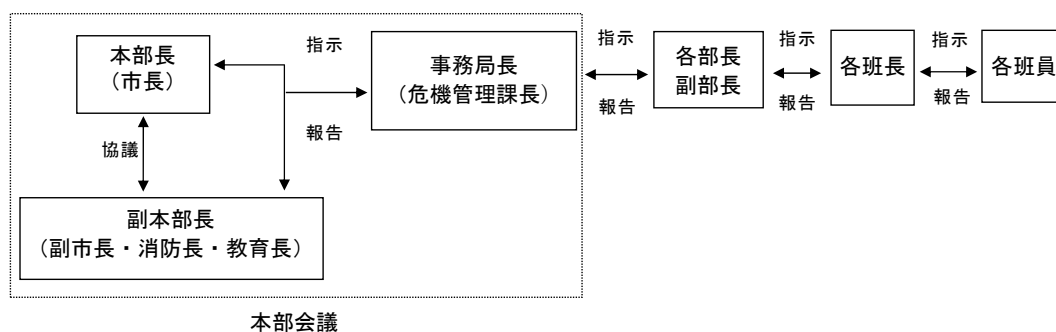 本部長
（市長）
指示
報告
事務局長
（危機管理課長）
指示
報告
各部長
副部長
指示
報告
各班長
指示
報告
各班員
協議
副本部長
（副市長・消防長・教育長）
本部会議